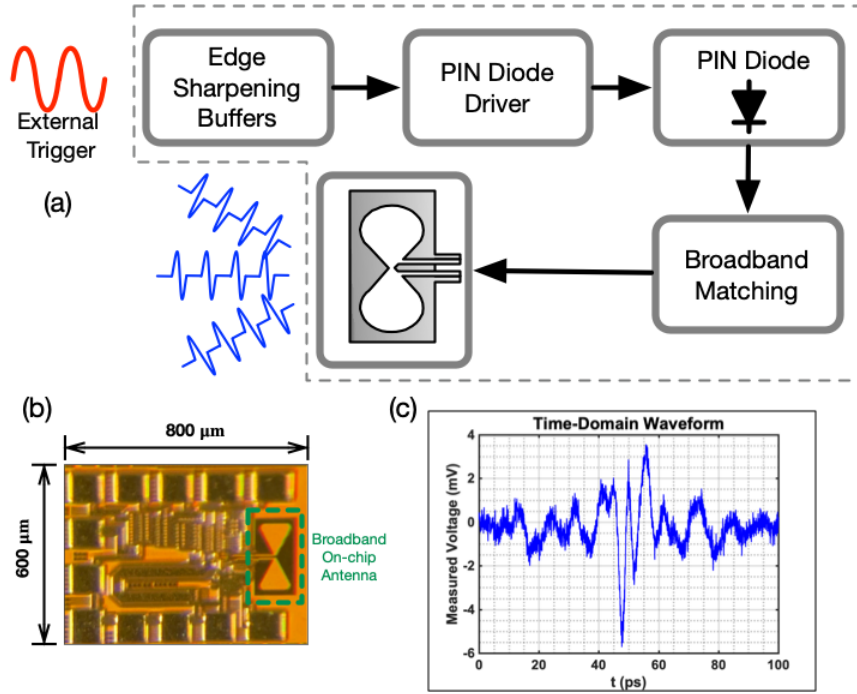 External
Trigger
Edge
Sharpening
Buffers
PIN Diode
Driver
PIN Diode
(a)
Broadband
Matching
(b)
800 μm
600 μm
Broadband
On-chip
Antenna
(c)
Time-Domain Waveform
Measured Voltage (mV)
4
2
0
-2
-4
-6
0
20
40
60
80
100
t (ps)